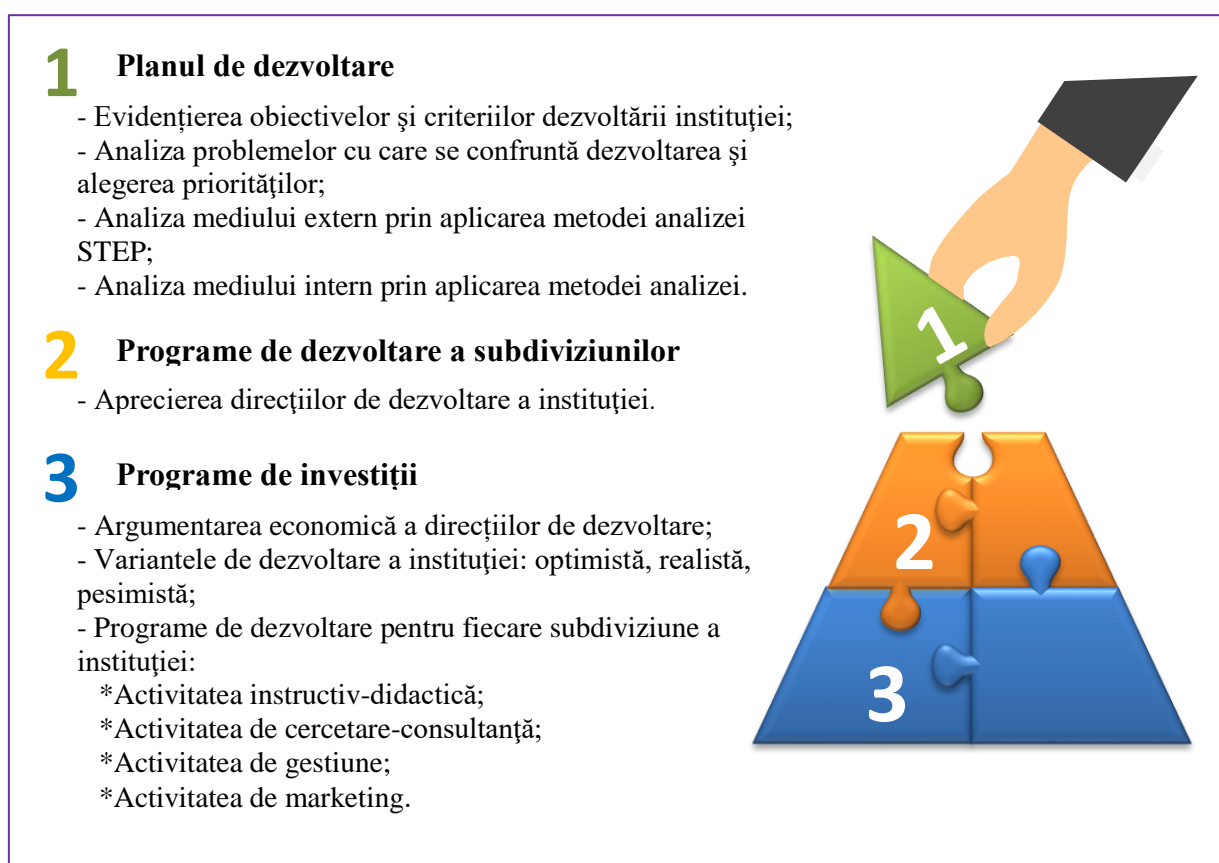 1 Planul de dezvoltare
- Evidențierea obiectivelor şi criteriilor dezvoltării instituţiei;
- Analiza problemelor cu care se confruntă dezvoltarea şi
alegerea priorităţilor;
- Analiza mediului extern prin aplicarea metodei analizei
STEP;
- Analiza mediului intern prin aplicarea metodei analizei.
2 Programe de dezvoltare a subdiviziunilor
- Aprecierea direcţiilor de dezvoltare a instituţiei.
3 Programe de investiții
- Argumentarea economică a direcțiilor de dezvoltare;
- Variantele de dezvoltare a instituţiei: optimistă, realistă,
pesimistă;
- Programe de dezvoltare pentru fiecare subdiviziune a
instituţiei:
*Activitatea instructiv-didactică;
*Activitatea de cercetare-consultanţă;
*Activitatea de gestiune;
*Activitatea de marketing.
1
2
3